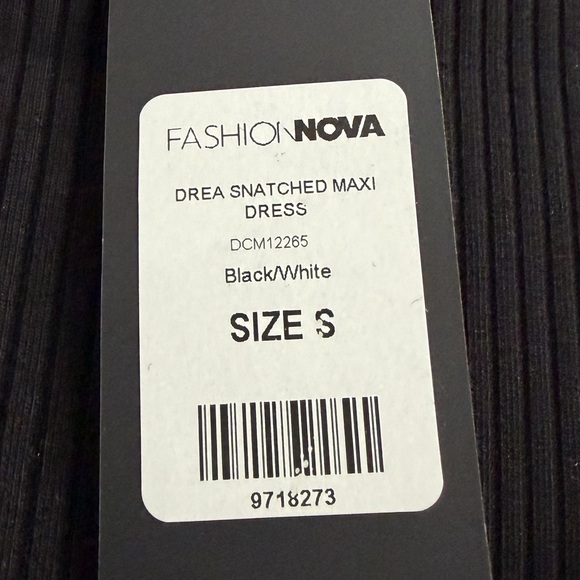 FASHIONNOVA
DREA SNATCHED MAXI
DRESS
DCM12265
Black/White
SIZE S
9718273